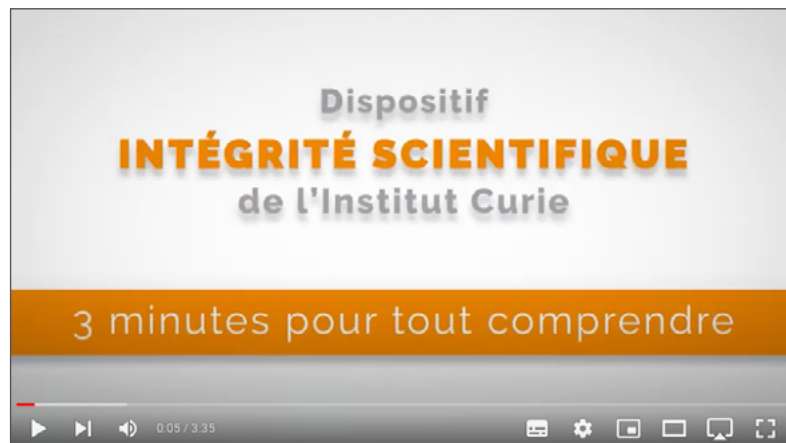 Dispositif
INTÉGRITÉ SCIENTIFIQUE
de l'Institut Curie
3 minutes pour tout comprendre
0:05 / 3:35